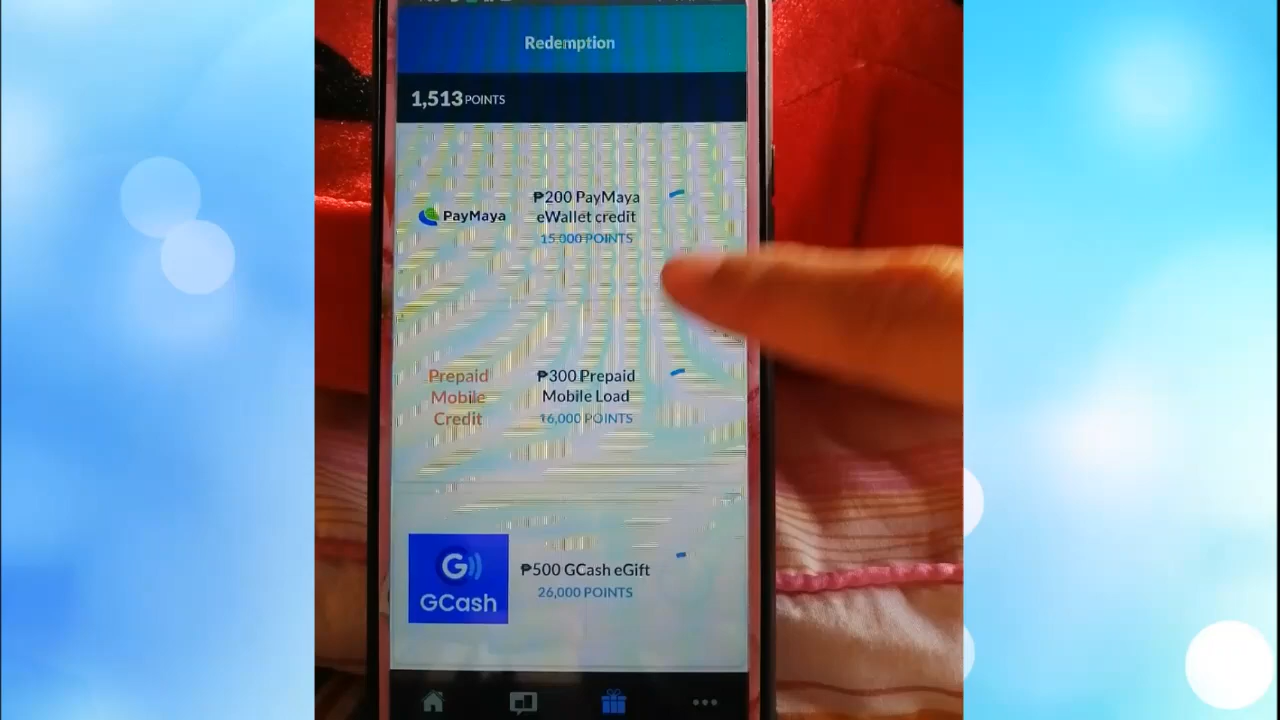 Redemption
1,513 POINTS
PayMaya
₱200 PayMaya
eWallet credit
15,000 POINTS
Prepaid
Mobile
Credit
₱300 Prepaid
Mobile Load
16,000 POINTS
G
GCash
₱500 GCash eGift
26,000 POINTS